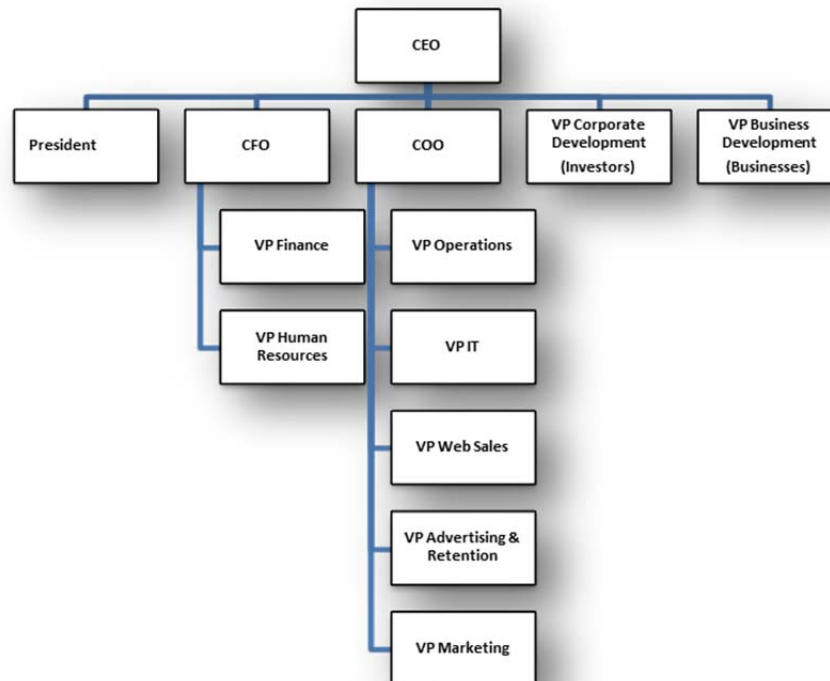 CEO
President
CFO
COO
VP Corporate
Development
(Investors)
VP Business
Development
(Businesses)
VP Finance
VP Operations
VP Human
Resources
VP IT
VP Web Sales
VP Advertising &
Retention
VP Marketing